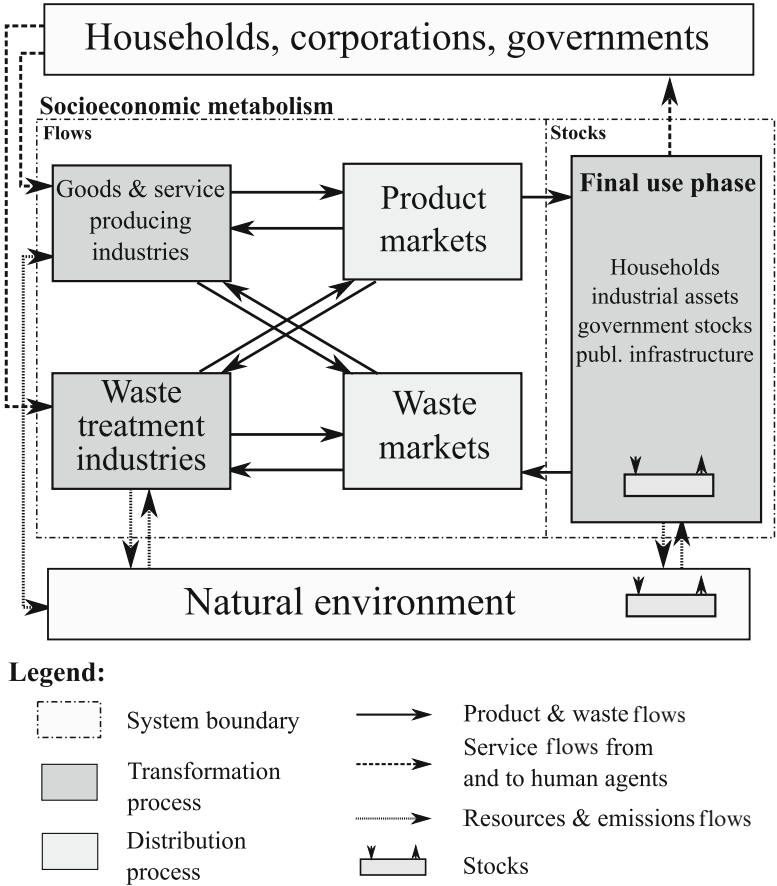 Households, corporations, governments
Socioeconomic metabolism
Flows
Stocks
Goods & service
producing
industries
Product
markets
Final use phase
Households
industrial assets
government stocks
publ. infrastructure
Waste
treatment
industries
Waste
markets
Natural environment
Legend:
System boundary
Transformation
process
Distribution
process
Product & waste flows
Service flows from
and to human agents
Resources & emissions flows
Stocks